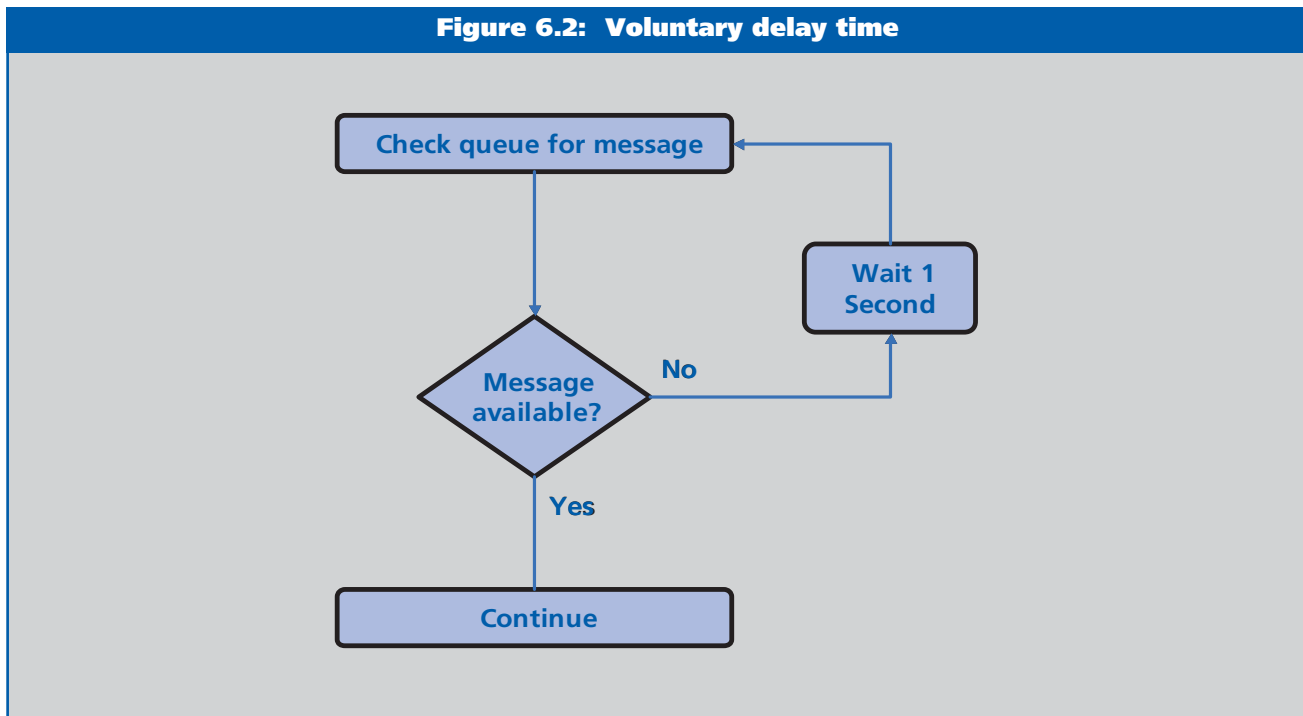 Figure 6.2: Voluntary delay time
Check queue for message
Wait 1
Second
No
Message
available?
Yes
Continue